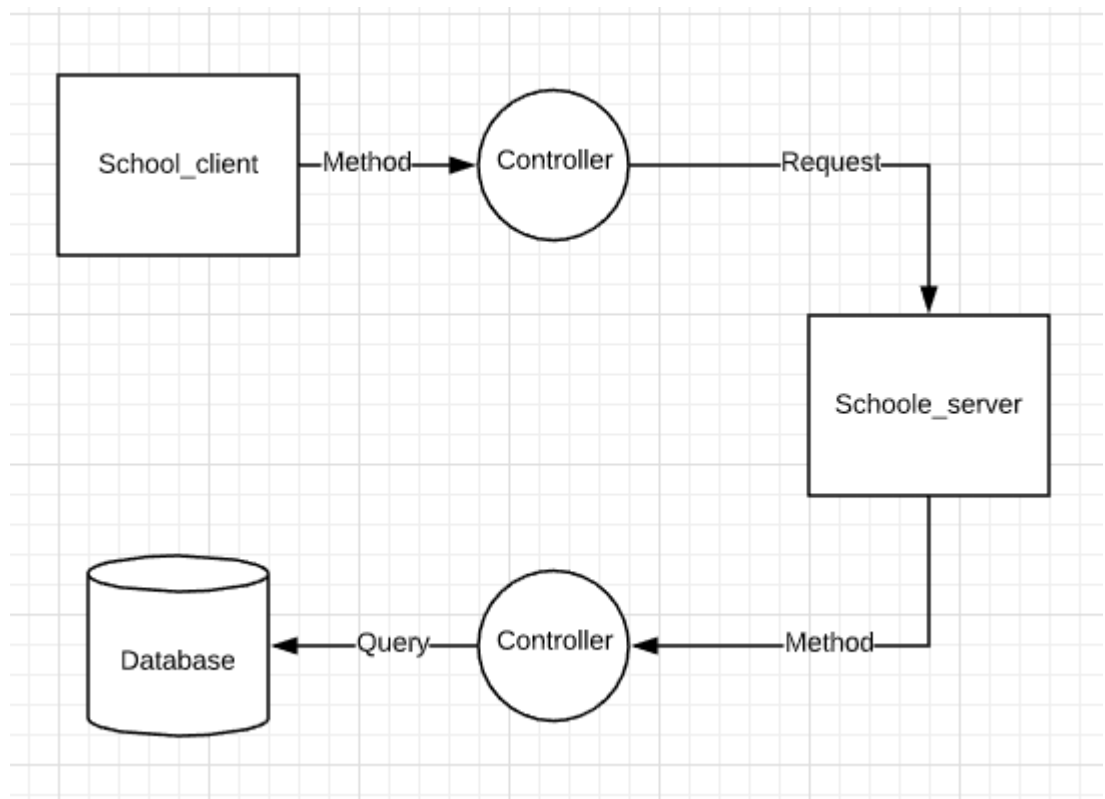 School_client
Method
Controller
Request
Schoole_server
Method
Controller
Query
Database